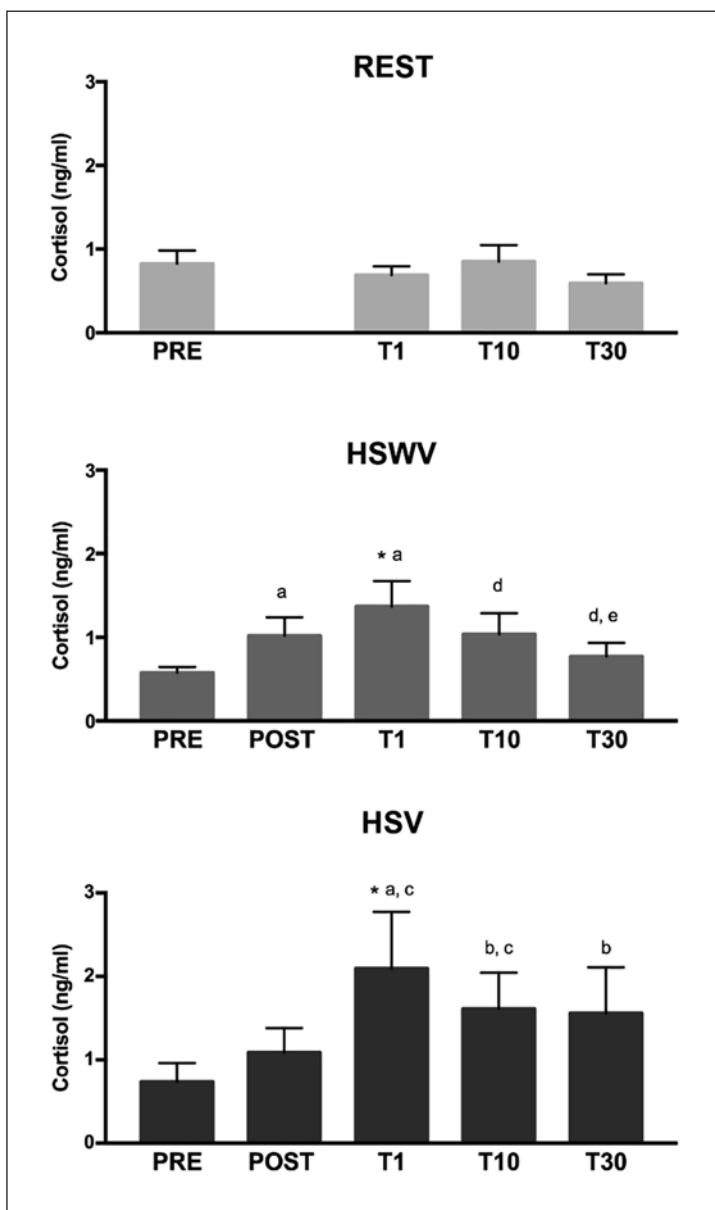 REST
Cortisol (ng/ml)
3
2
1
0
PRE T1 T10 T30
HSWV
Cortisol (ng/ml)
3
2
1
0
a
* a
d
d, e
PRE POST T1 T10 T30
HSV
Cortisol (ng/ml)
3
2
1
0
* a, c
b, c
b
PRE POST T1 T10 T30